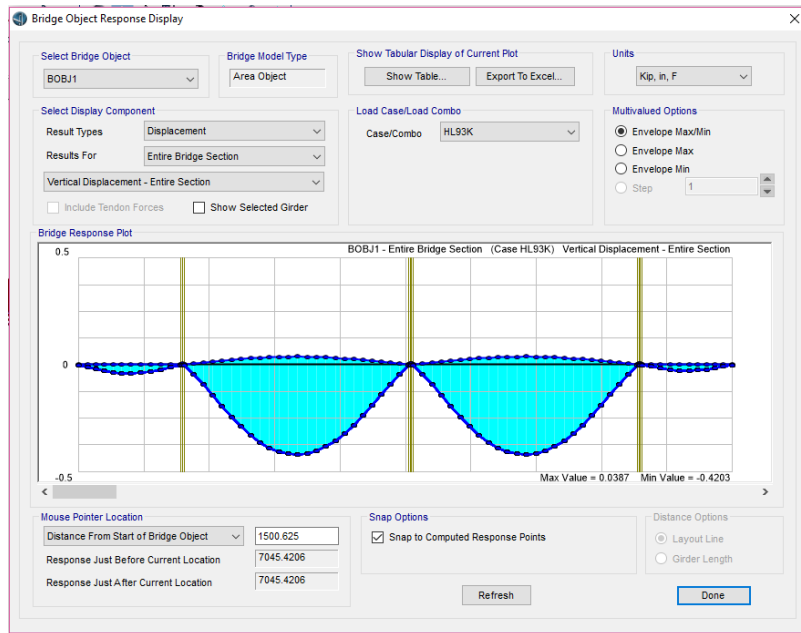 Bridge Object Response Display
Select Bridge Object
BOBJ1
Bridge Model Type
Area Object
Show Tabular Display of Current Plot
Show Table...
Export To Excel...
Units
Kip, in, F
Select Display Component
Result Types
Displacement
Results For
Entire Bridge Section
Vertical Displacement - Entire Section
Include Tendon Forces
Show Selected Girder
Load Case/Load Combo
Case/Combo
HL93K
Multivalued Options
Envelope Max/Min
Envelope Max
Envelope Min
Step
1
Bridge Response Plot
BOBJ1 - Entire Bridge Section (Case HL93K) Vertical Displacement - Entire Section
0.5
0
-0.5
Max Value = 0.0387 Min Value = -0.4203
Mouse Pointer Location
Distance From Start of Bridge Object
1500.625
Response Just Before Current Location
7045.4206
Response Just After Current Location
7045.4206
Snap Options
Snap to Computed Response Points
Distance Options
Layout Line
Girder Length
Refresh
Done